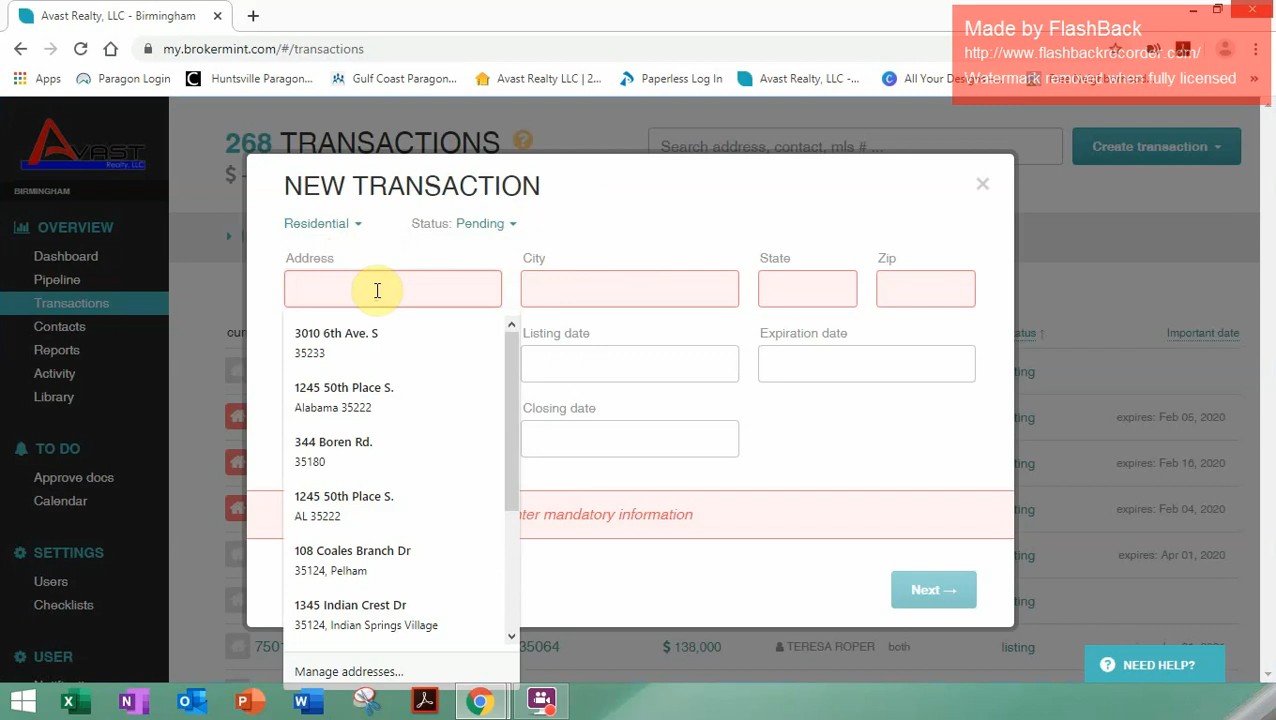 Avast Realty, LLC - Birmingham
my.brokermint.com/#/transactions
Made by FlashBack
http://www.flashbackrecorder.com/
Watermark removed when fully licensed
Apps
Paragon Login
Huntsville Paragon...
Gulf Coast Paragon...
Avast Realty LLC | 2...
Paperless Log In
Avast Realty, LLC -...
All Your Design
AVAST
Realty, LLC
BIRMINGHAM
OVERVIEW
Dashboard
Pipeline
Transactions
Contacts
Reports
Activity
Library
TO DO
Approve docs
Calendar
SETTINGS
Users
Checklists
USER
268 TRANSACTIONS
Search address, contact, mls # ...
Create transaction
$ -
NEW TRANSACTION
Residential
Status: Pending
Address
City
State
Zip
3010 6th Ave. S
35233
1245 50th Place S.
Alabama 35222
344 Boren Rd.
35180
1245 50th Place S.
AL 35222
108 Coales Branch Dr
35124, Pelham
1345 Indian Crest Dr
35124, Indian Springs Village
Manage addresses...
Listing date
Expiration date
Closing date
nter mandatory information
Next →
Important date
expires: Feb 05, 2020
expires: Feb 16, 2020
expires: Feb 04, 2020
expires: Apr 01, 2020
7501
35064
$ 138,000
TERESA ROPER
both
listing
NEED HELP?